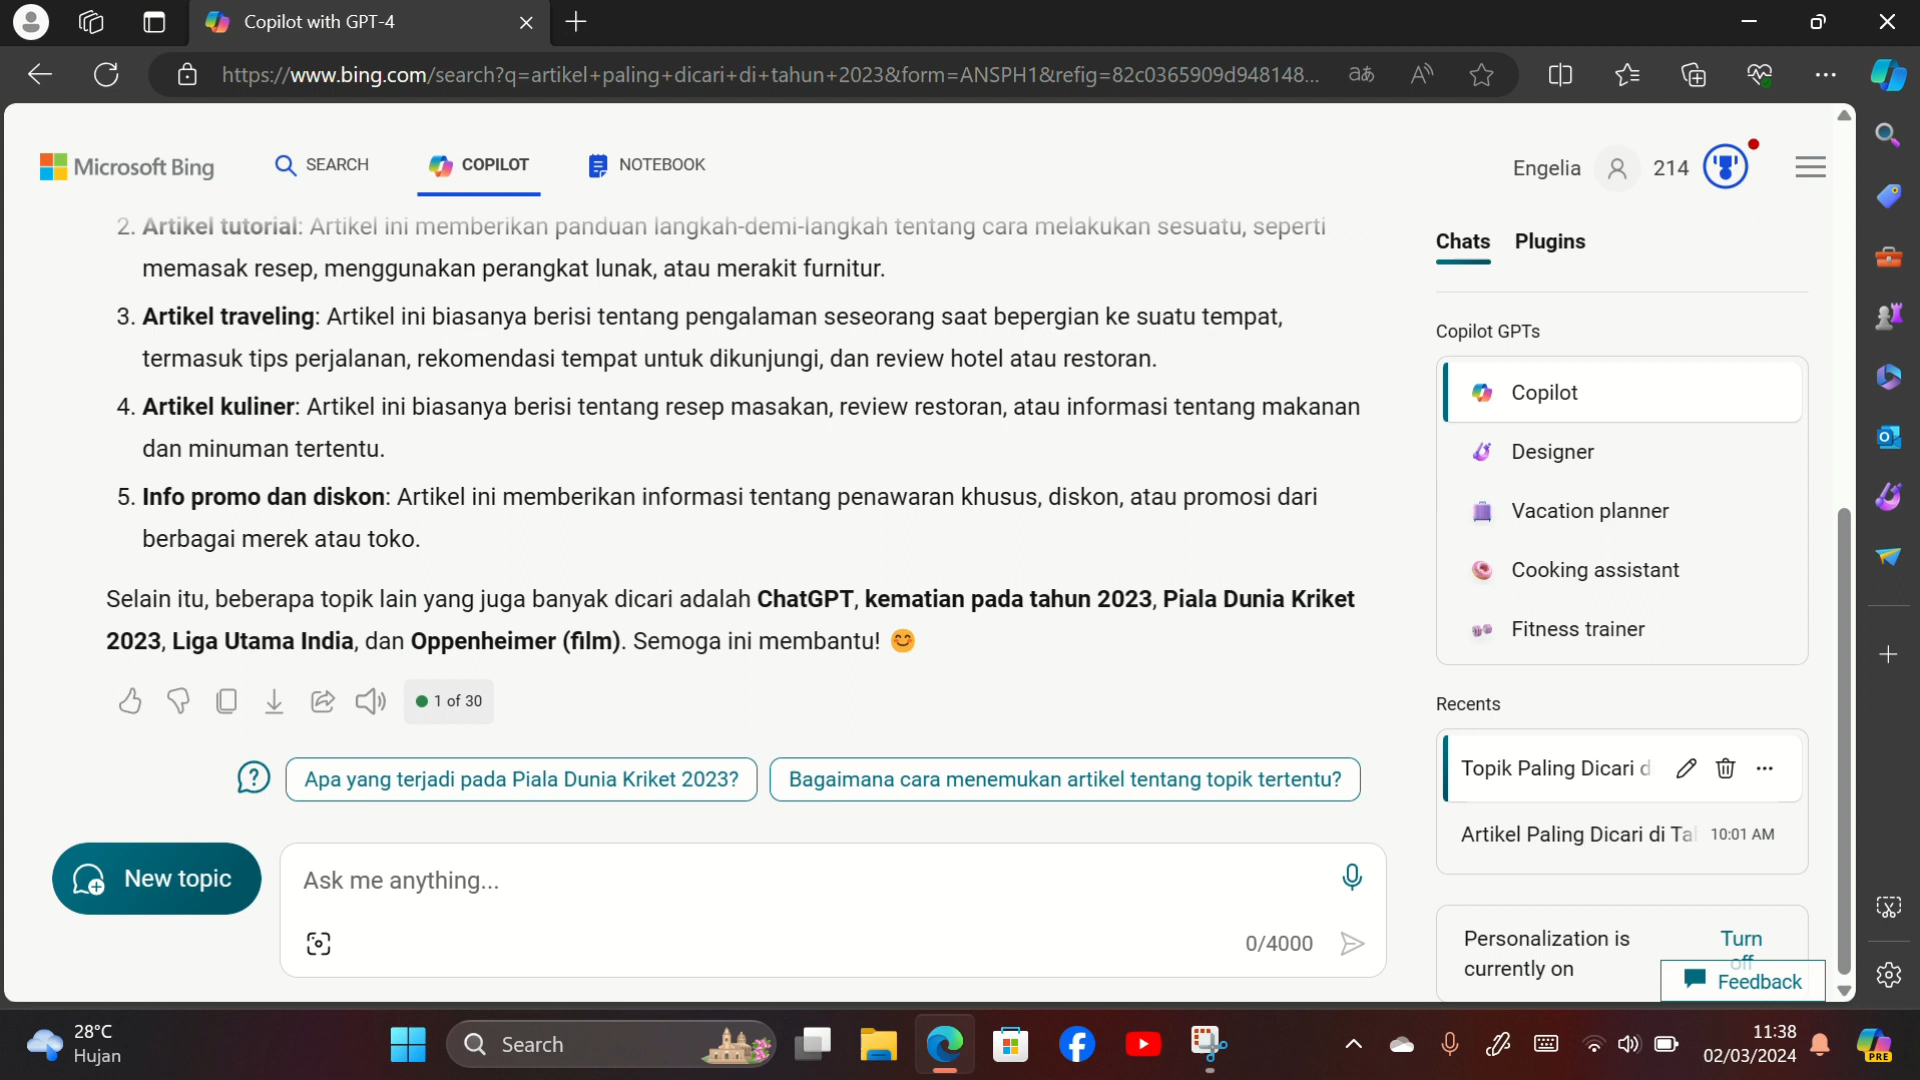 Copilot with GPT-4
https://www.bing.com/search?q=artikel+paling+dicari+di+tahun+2023&form=ANSPH1&refig=82c0365909d948148...
Microsoft Bing
SEARCH
COPILOT
NOTEBOOK
Engelia
214
2. Artikel tutorial: Artikel ini memberikan panduan langkah-demi-langkah tentang cara melakukan sesuatu, seperti
memasak resep, menggunakan perangkat lunak, atau merakit furnitur.
3. Artikel traveling: Artikel ini biasanya berisi tentang pengalaman seseorang saat bepergian ke suatu tempat,
termasuk tips perjalanan, rekomendasi tempat untuk dikunjungi, dan review hotel atau restoran.
4. Artikel kuliner: Artikel ini biasanya berisi tentang resep masakan, review restoran, atau informasi tentang makanan
dan minuman tertentu.
5. Info promo dan diskon: Artikel ini memberikan informasi tentang penawaran khusus, diskon, atau promosi dari
berbagai merek atau toko.
Selain itu, beberapa topik lain yang juga banyak dicari adalah ChatGPT, kematian pada tahun 2023, Piala Dunia Kriket
2023, Liga Utama India, dan Oppenheimer (film). Semoga ini membantu! 😊
1 of 30
Apa yang terjadi pada Piala Dunia Kriket 2023?
Bagaimana cara menemukan artikel tentang topik tertentu?
New topic
Ask me anything...
0/4000
Chats
Plugins
Copilot GPTs
Copilot
Designer
Vacation planner
Cooking assistant
Fitness trainer
Recents
Topik Paling Dicari d
Artikel Paling Dicari di Ta
10:01 AM
Personalization is
currently on
Turn
off
Feedback
28°C
Hujan
Search
11:38
02/03/2024
PRE